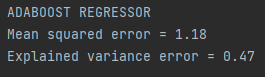 ADABOOST REGRESSOR
Mean squared error = 1.18
Explained variance error = 0.47